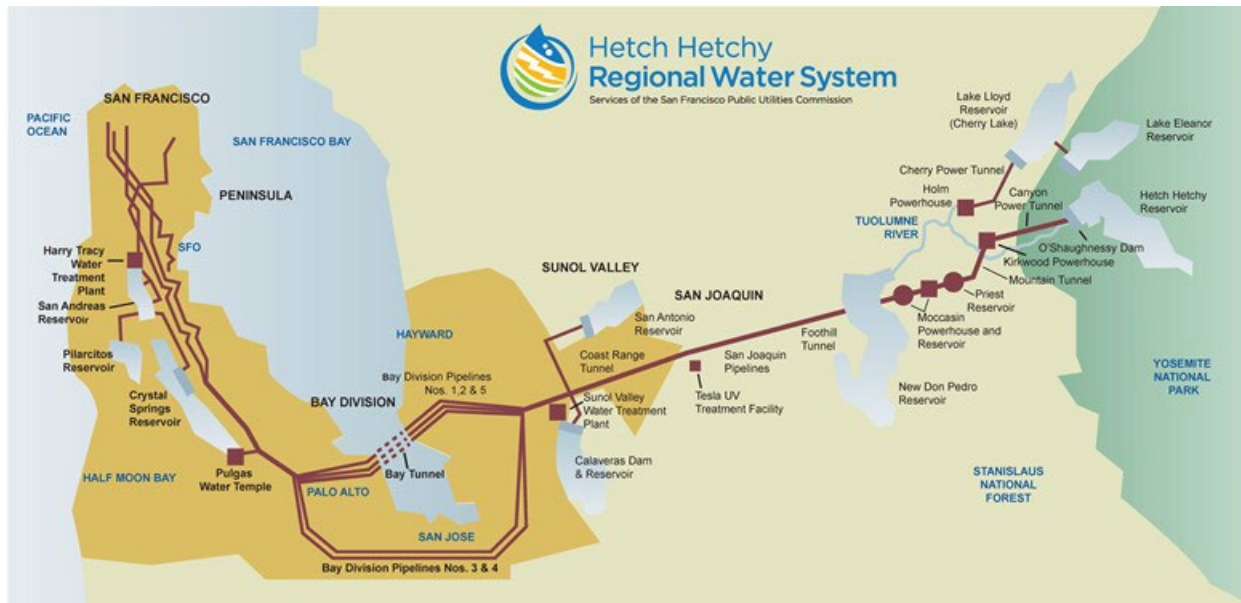 Hetch Hetchy
Regional Water System
Services of the San Francisco Public Utilities Commission
SAN FRANCISCO
PACIFIC
OCEAN
SAN FRANCISCO BAY
PENINSULA
SFO
Harry Tracy
Water
Treatment
Plant
San Andreas
Reservoir
Pilarcitos
Reservoir
Crystal
Springs
Reservoir
HALF MOON BAY
Pulgas
Water Temple
PALO ALTO
SAN JOSE
Bay Division Pipelines Nos. 3 & 4
Bay Tunnel
BAY DIVISION
Bay Division Pipelines
Nos. 1,2 & 5
HAYWARD
SUNOL VALLEY
San Antonio
Reservoir
Coast Range
Tunnel
Sunol Valley
Water Treatment
Plant
Calaveras Dam
& Reservoir
SAN JOAQUIN
San Joaquin
Pipelines
Tesla UV
Treatment Facility
Foothill
Tunnel
New Don Pedro
Reservoir
Moccasin
Powerhouse and
Reservoir
Priest
Reservoir
Mountain Tunnel
Kirkwood Powerhouse
O'Shaughnessy Dam
TUOLUMNE
RIVER
Holm
Powerhouse
Cherry Power Tunnel
Canyon
Power Tunnel
Lake Lloyd
Reservoir
(Cherry Lake)
Lake Eleanor
Reservoir
Hetch Hetchy
Reservoir
YOSEMITE
NATIONAL
PARK
STANISLAUS
NATIONAL
FOREST